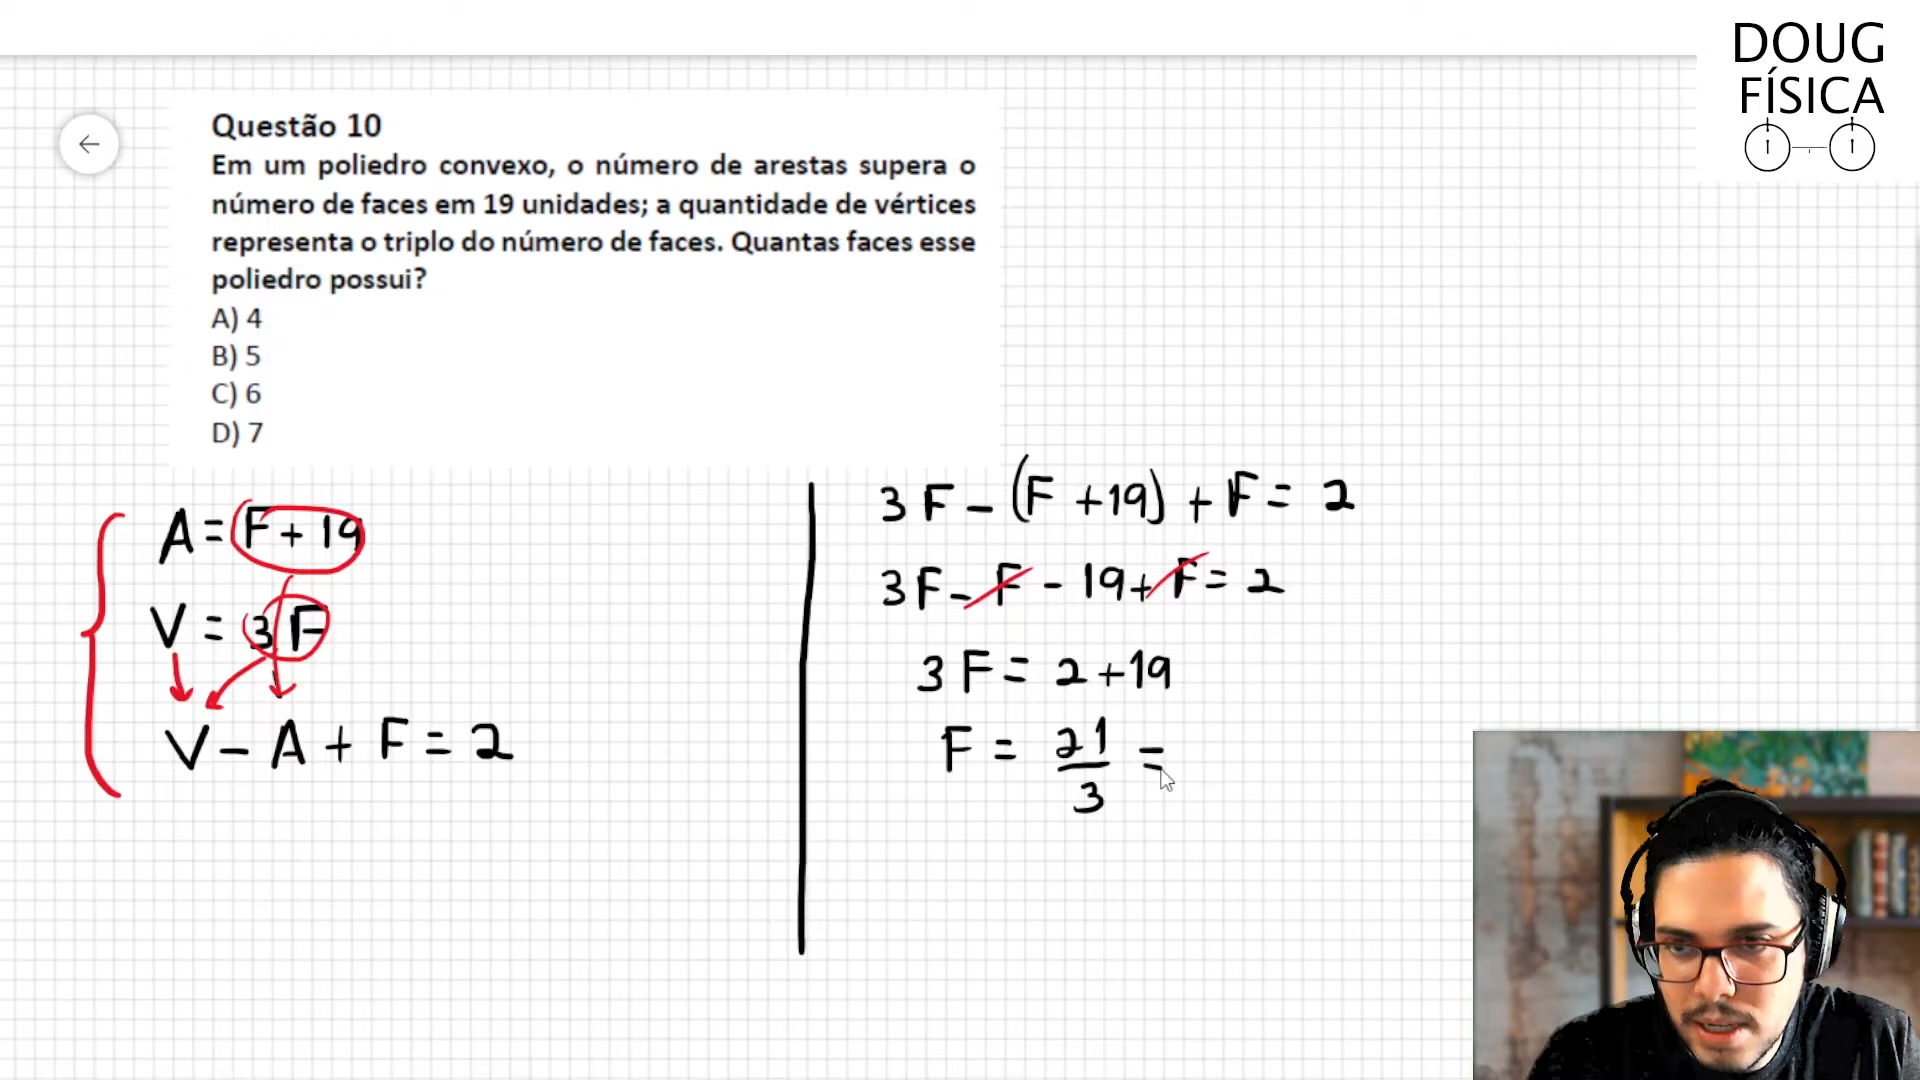 DOUG
FÍSICA
Questão 10
Em um poliedro convexo, o número de arestas supera o
número de faces em 19 unidades; a quantidade de vértices
representa o triplo do número de faces. Quantas faces esse
poliedro possui?
A) 4
B) 5
C) 6
D) 7
A = F + 19
V = 3F
V - A + F = 2
3F - (F + 19) + F = 2
3F - F - 19 + F = 2
3F = 2 + 19
F = 21/3 =